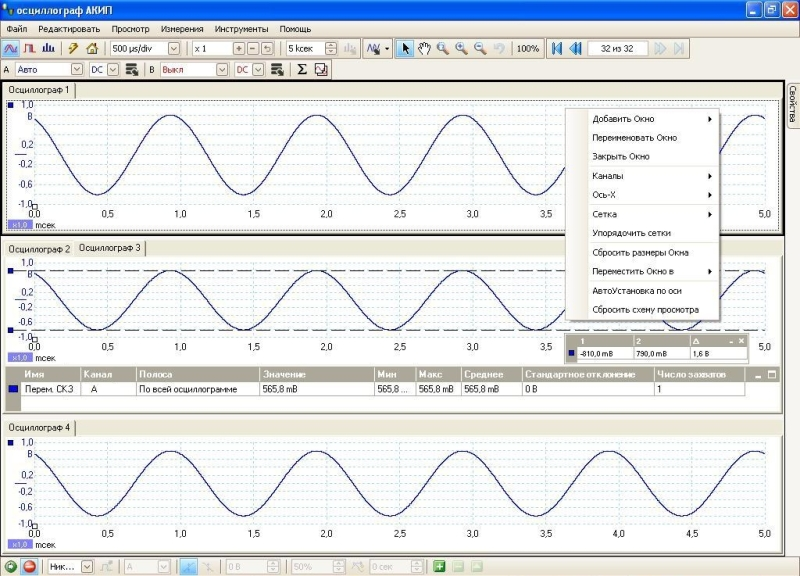 осциллограф АКИП
Файл Редактировать Просмотр Измерения Инструменты Помощь
500 µs/div x 1 5 kсек 100% 32 из 32
A Авто DC B Выкл DC Σ
Свойства
Осциллограф 1
1,0
В
0,2
-0,2
-0,6
-1,0
0,0 0,5 1,0 1,5 2,0 2,5 3,0 3,5 5,0
x1,0 мсек
Добавить Окно
Переименовать Окно
Закрыть Окно
Каналы
Ось-X
Сетка
Упорядочить сетки
Сбросить размеры Окна
Переместить Окно в
АвтоУстановка по оси
Сбросить схему просмотра
Осциллограф 2 Осциллограф 3
1,0
В
0,2
-0,2
-0,6
-1,0
0,0 0,5 1,0 1,5 2,0 2,5 3,0 3,5 5,0
x1,0 мсек
1 2 Δ
-810,0 mВ 790,0 mВ 1,6 В
Имя Канал Полоса Значение Мин Макс Среднее Стандартное отклонение Число захватов
Перем. СКЗ A По всей осциллограмме 565,8 mВ 565,8 ... 565,8 mВ 565,8 mВ 0 В 1
Осциллограф 4
1,0
В
0,2
-0,2
-0,6
-1,0
0,0 0,5 1,0 1,5 2,0 2,5 3,0 3,5 4,0 4,5 5,0
x1,0 мсек
Ник... A 0 В 50% 0 сек